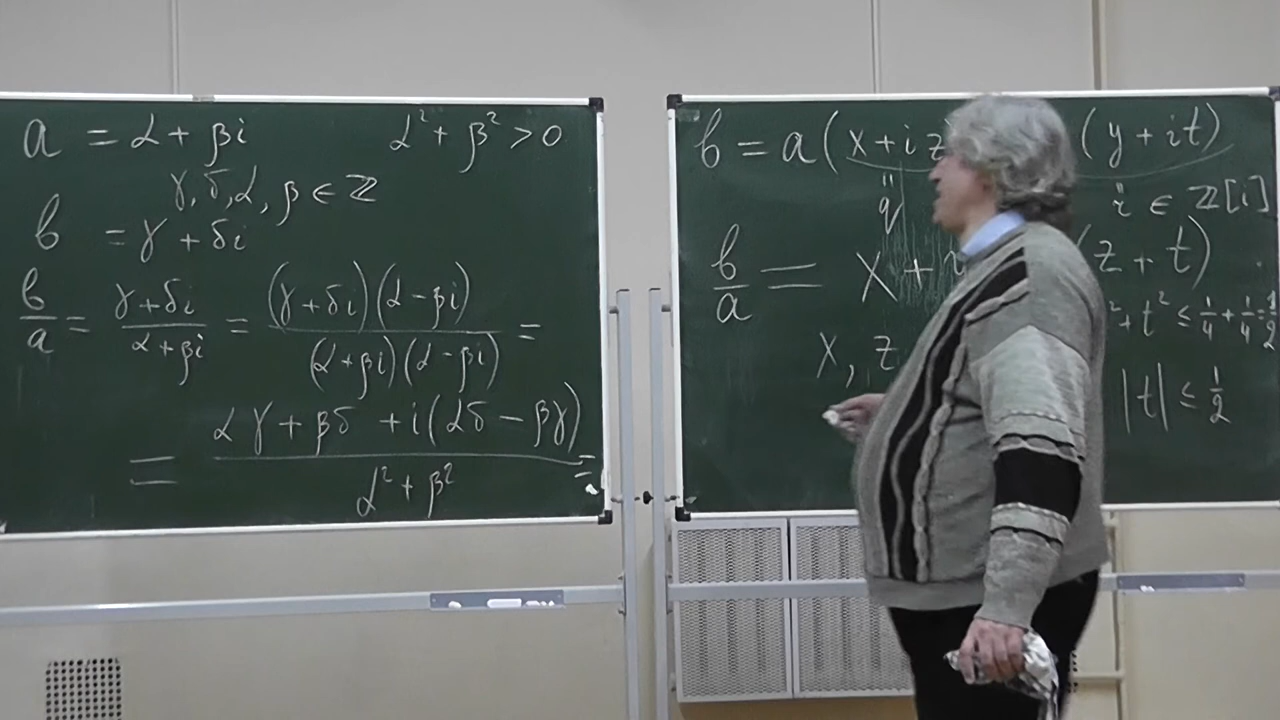 a = α + βi α² + β² > 0
γ, δ, α, β ∈ ℤ
b = γ + δi
b/a = (γ + δi)/(α + βi) = ((γ + δi)(α - βi))/((α + βi)(α - βi)) =
= (αγ + βδ + i(αδ - βγ))/(α² + β²) =
b = a(x + iz (y + it)
q r ∈ ℤ[i]
b/a = x + z + t)
² + t² ≤ 1/4 + 1/4 = 1/2
x, z |t| ≤ 1/2